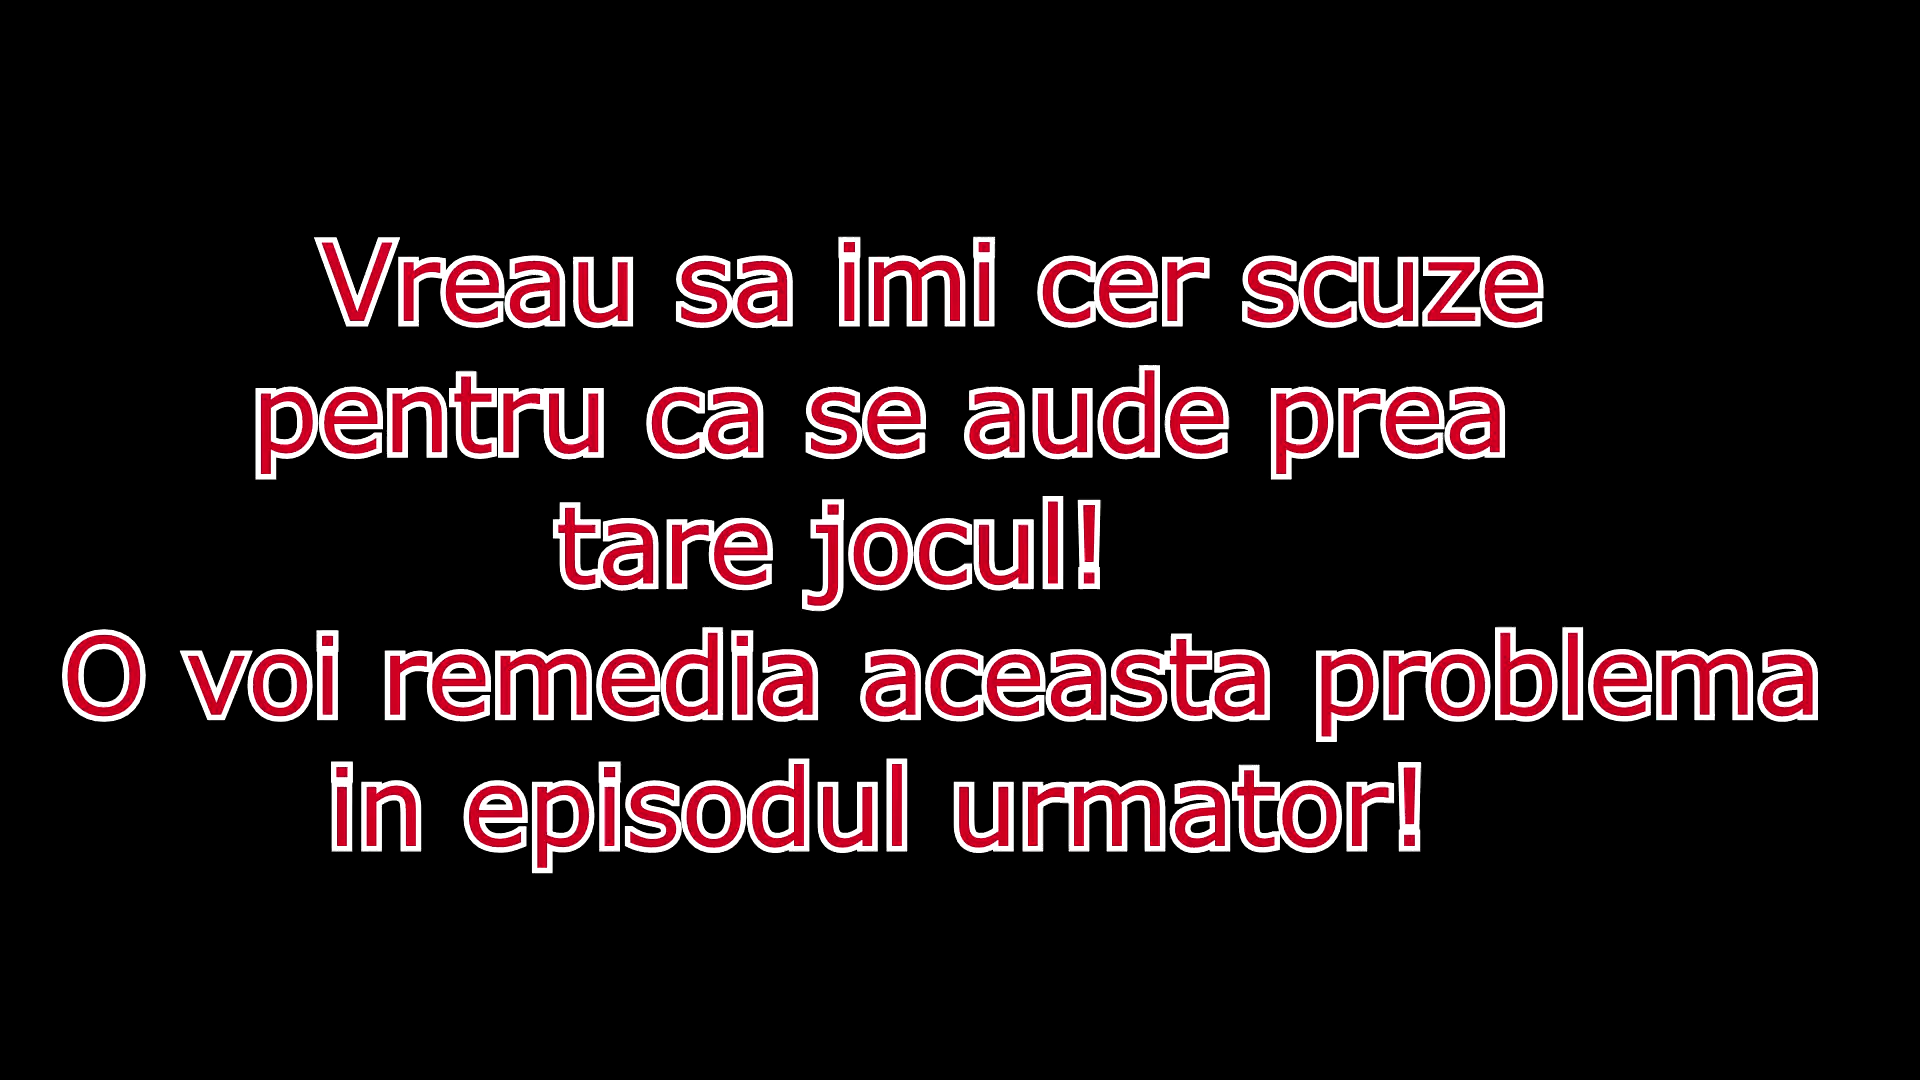 Vreau sa imi cer scuze
pentru ca se aude prea
tare jocul!
O voi remedia aceasta problema
in episodul urmator!